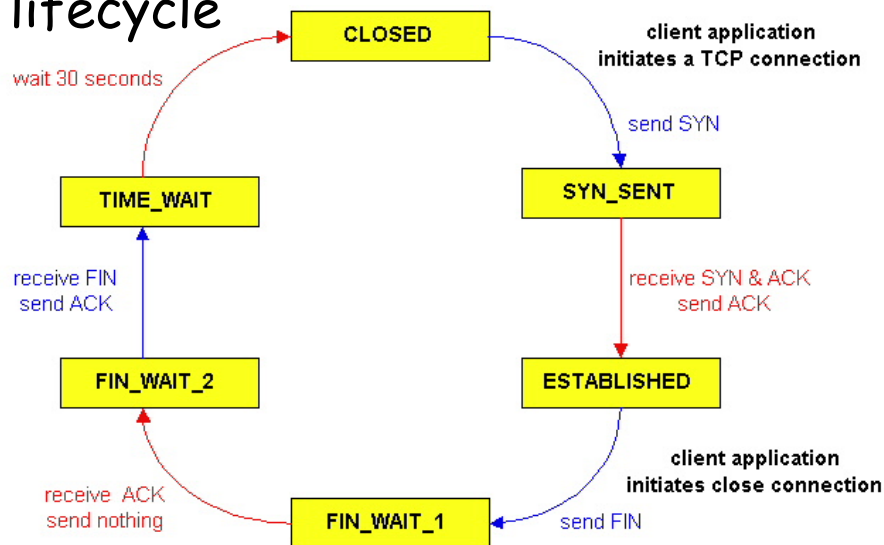 lifecycle
CLOSED
client application
initiates a TCP connection
wait 30 seconds
send SYN
TIME_WAIT
SYN_SENT
receive FIN
send ACK
receive SYN & ACK
send ACK
FIN_WAIT_2
ESTABLISHED
client application
initiates close connection
receive ACK
send nothing
FIN_WAIT_1
send FIN